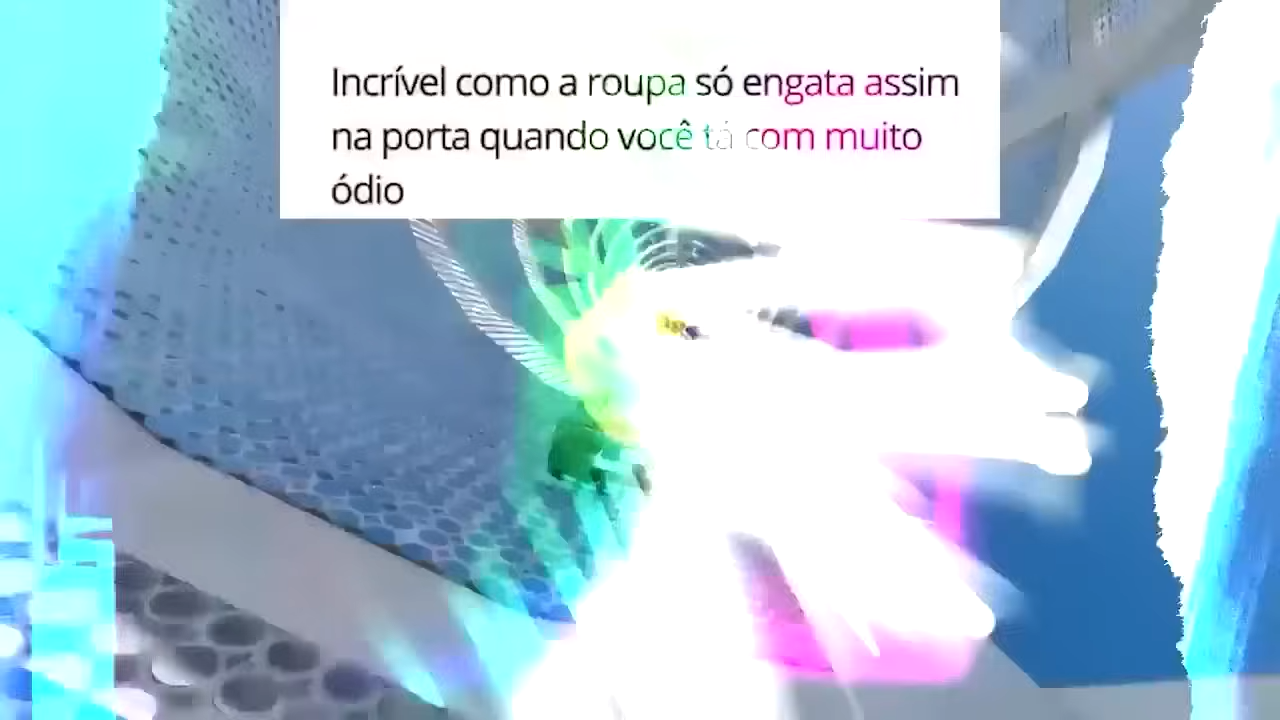 Incrível como a roupa só engata assim
na porta quando você tá com muito
ódio